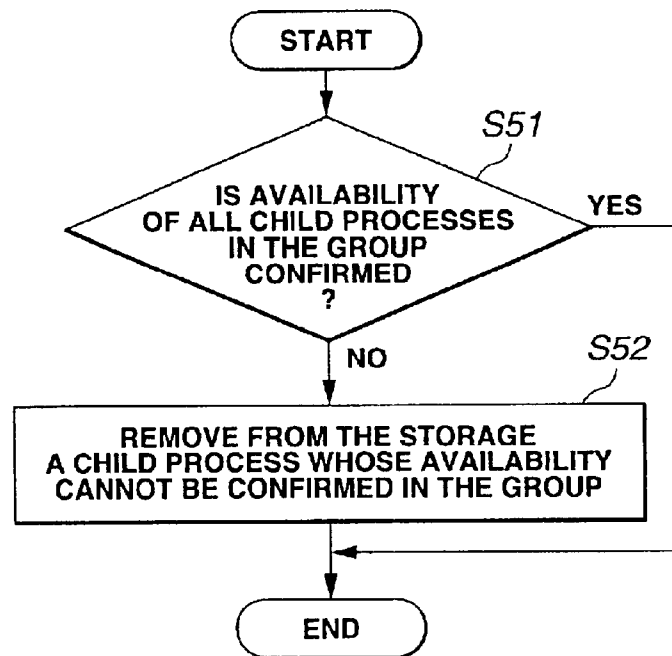 START
S51
IS AVAILABILITY
OF ALL CHILD PROCESSES
IN THE GROUP
CONFIRMED
?
YES
NO
S52
REMOVE FROM THE STORAGE
A CHILD PROCESS WHOSE AVAILABILITY
CANNOT BE CONFIRMED IN THE GROUP
END